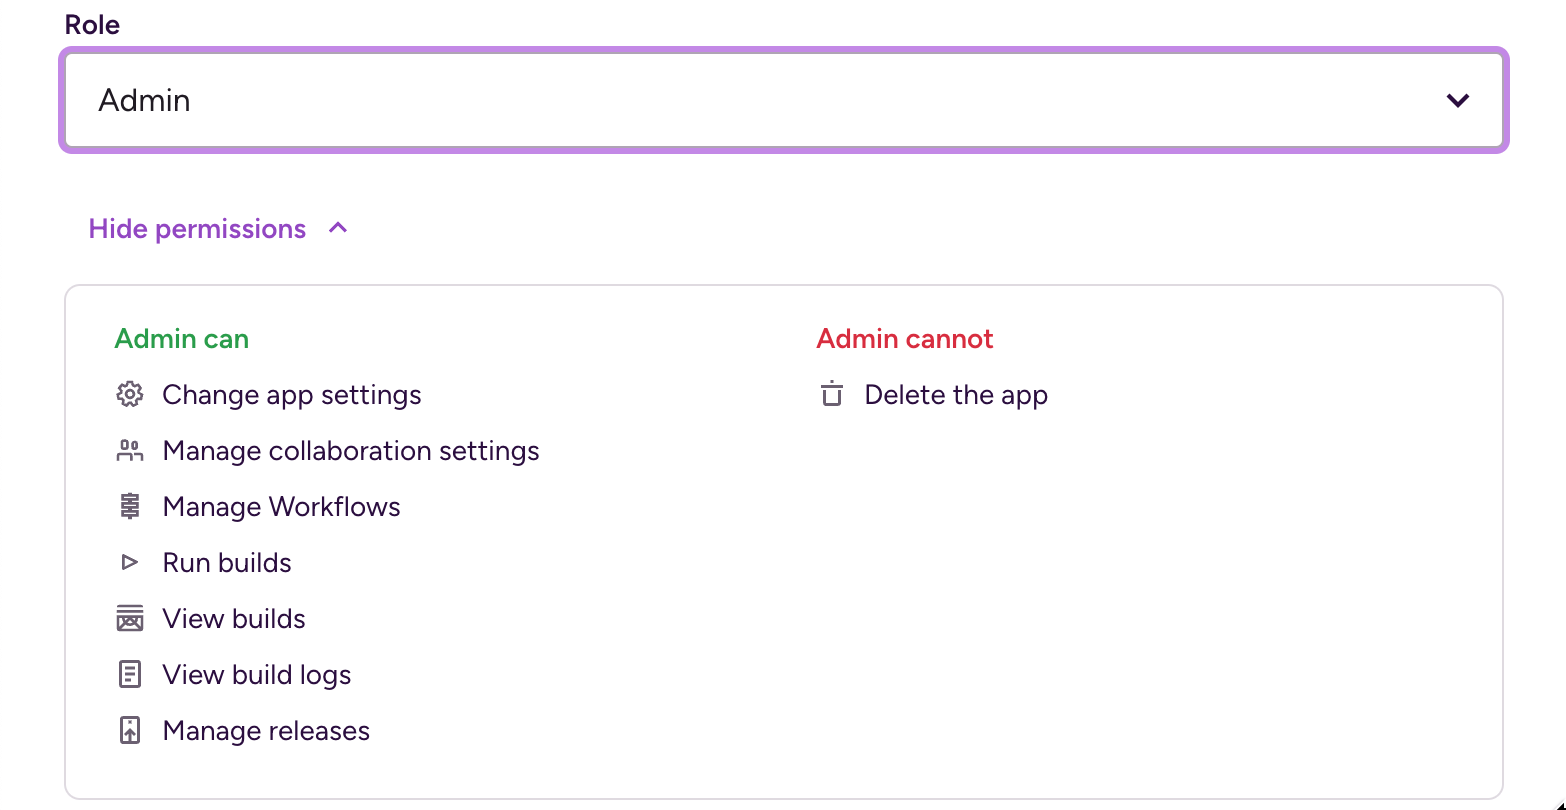 Role
Admin
Hide permissions
Admin can
Change app settings
Manage collaboration settings
Manage Workflows
Run builds
View builds
View build logs
Manage releases
Admin cannot
Delete the app